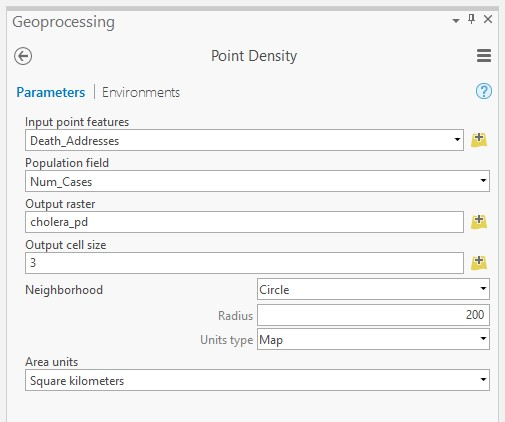 Geoprocessing
Point Density
Parameters | Environments
Input point features
Death_Addresses
Population field
Num_Cases
Output raster
cholera_pd
Output cell size
3
Neighborhood Circle
Radius 200
Units type Map
Area units
Square kilometers